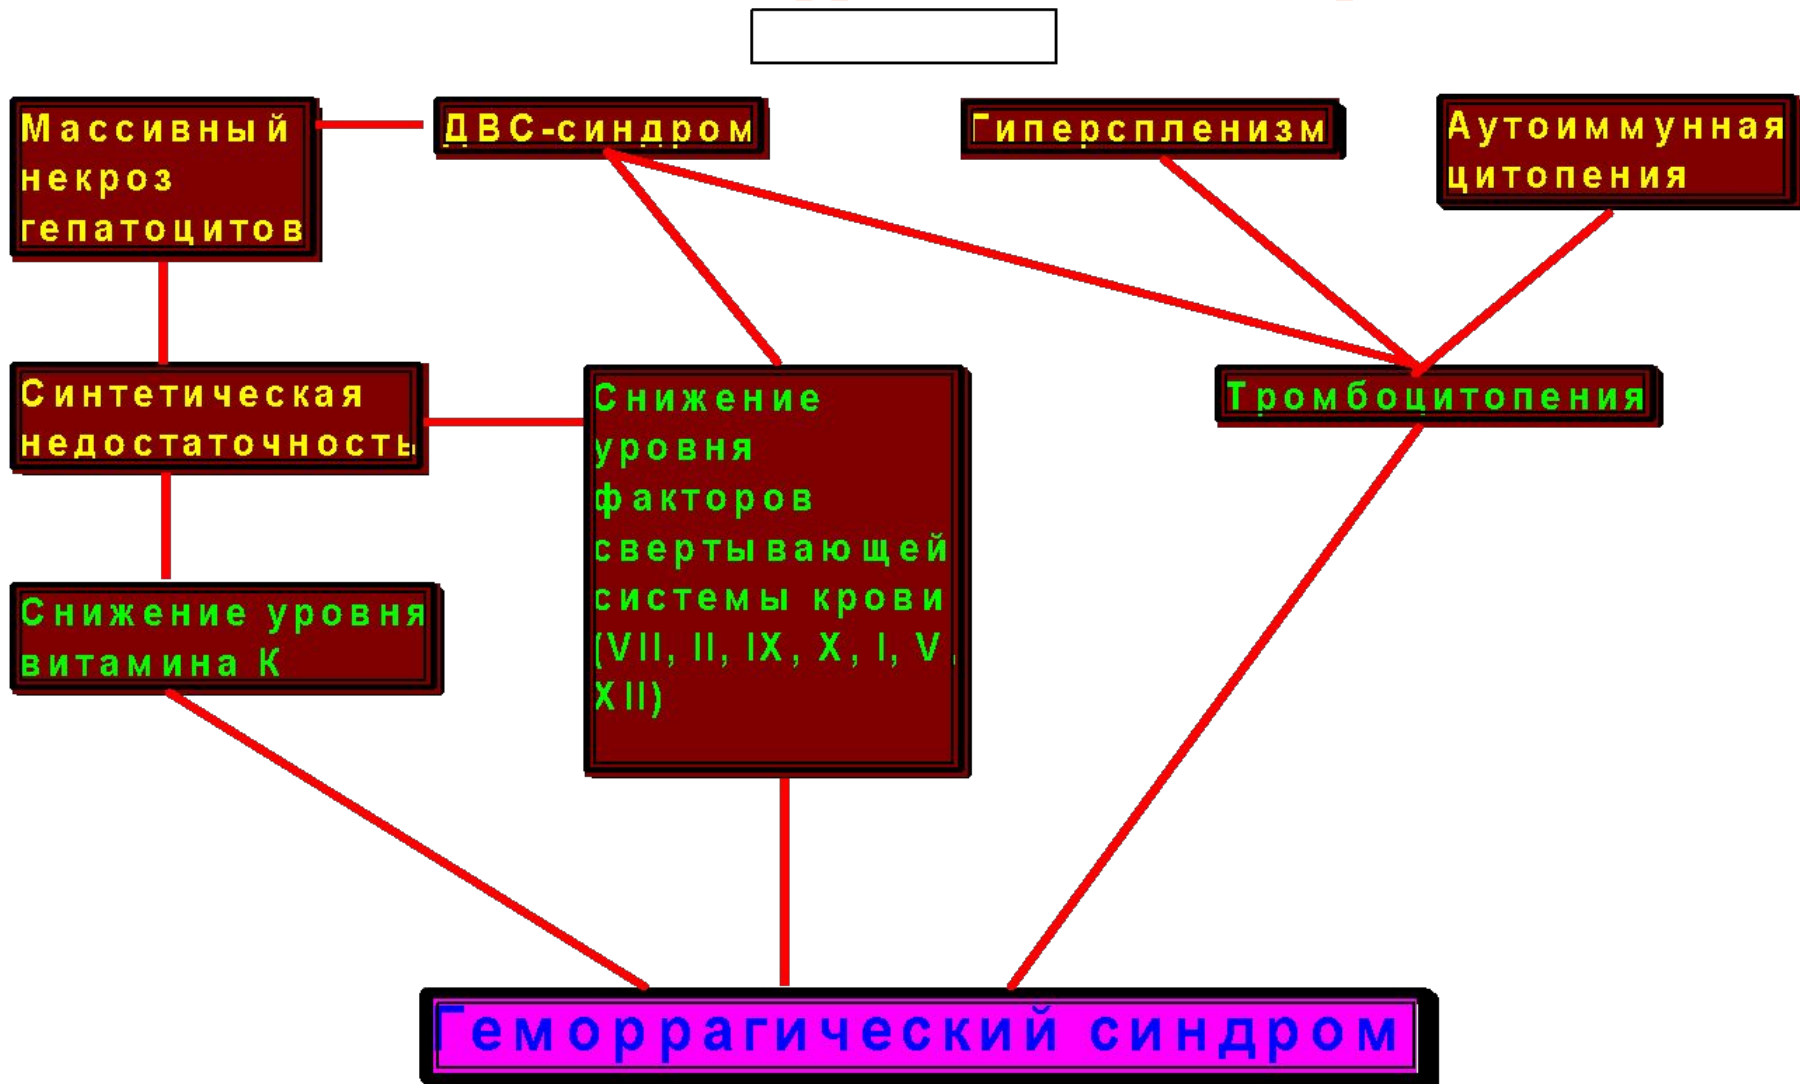 Массивный
некроз
гепатоцитов
ДВС-синдром
Гиперспленизм
Аутоиммунная
цитопения
Синтетическая
недостаточность
Снижение
уровня
факторов
свертывающей
системы крови
(VII, II, IX, X, I, V,
XII)
Тромбоцитопения
Снижение уровня
витамина К
Геморрагический синдром